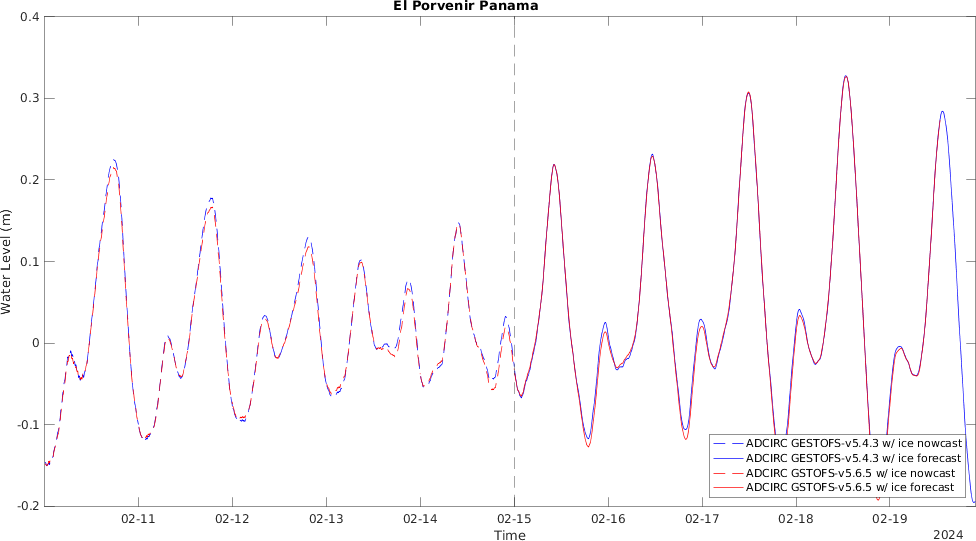 El Porvenir Panama
0.4
0.3
0.2
0.1
0
-0.1
-0.2
Water Level (m)
ADCIRC GESTOFS-v5.4.3 w/ ice nowcast
ADCIRC GESTOFS-v5.4.3 w/ ice forecast
ADCIRC GSTOFS-v5.6.5 w/ ice nowcast
ADCIRC GSTOFS-v5.6.5 w/ ice forecast
02-11 02-12 02-13 02-14 02-15 02-16 02-17 02-18 02-19
Time
2024